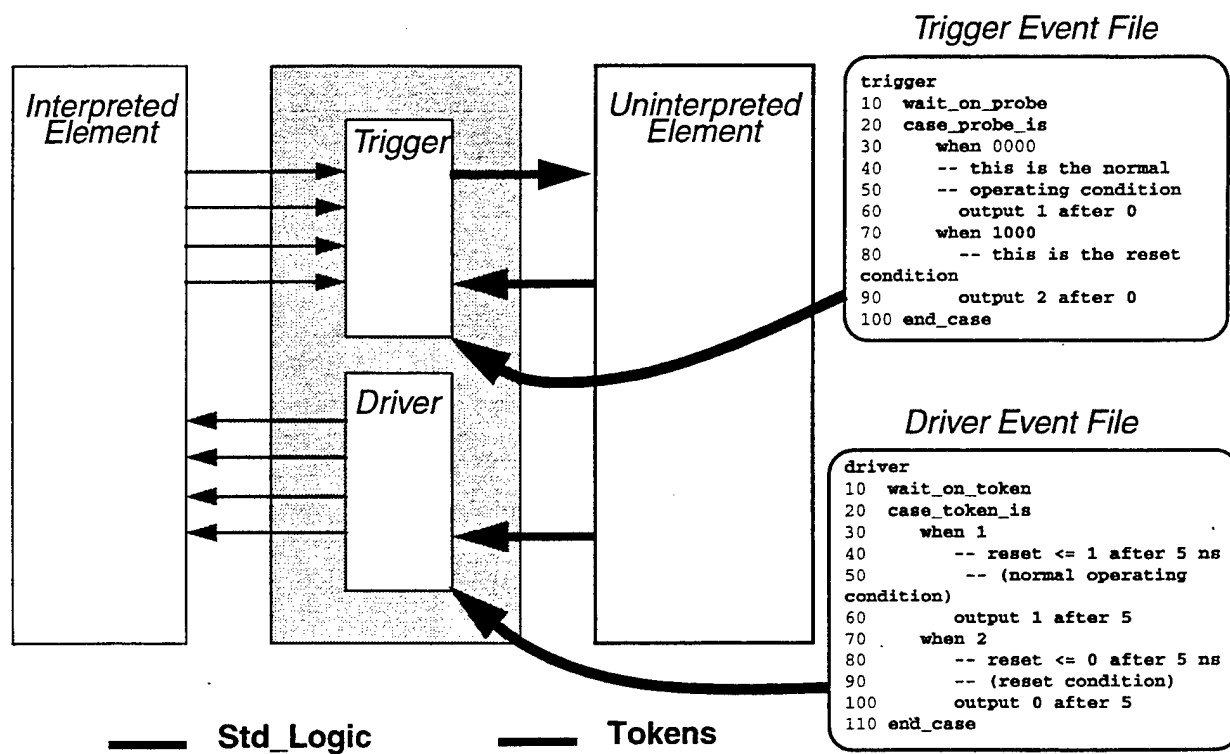 Trigger Event File
Interpreted
Element
Trigger
Uninterpreted
Element
trigger
10 wait_on_probe
20 case_probe_is
30 when 0000
40 -- this is the normal
50 -- operating condition
60 output 1 after 0
70 when 1000
80 -- this is the reset
condition
90 output 2 after 0
100 end_case
Driver
Driver Event File
driver
10 wait_on_token
20 case_token_is
30 when 1
40 -- reset <= 1 after 5 ns
50 -- (normal operating
condition)
60 output 1 after 5
70 when 2
80 -- reset <= 0 after 5 ns
90 -- (reset condition)
100 output 0 after 5
110 end_case
Std_Logic
Tokens